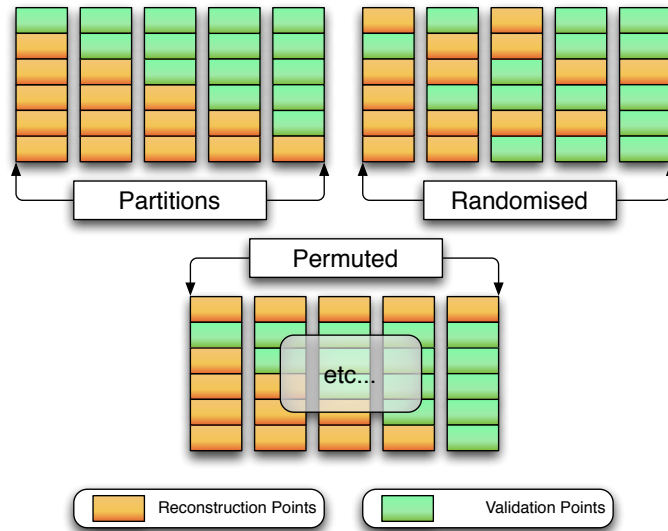 Partitions
Randomised
Permuted
etc...
Reconstruction Points
Validation Points